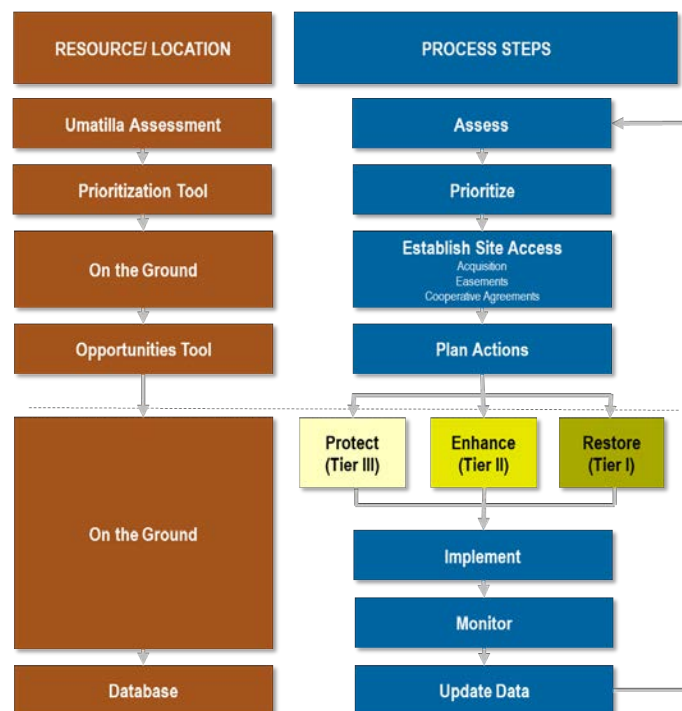 RESOURCE/ LOCATION
PROCESS STEPS
Umatilla Assessment
Assess
Prioritization Tool
Prioritize
On the Ground
Establish Site Access
Acquisition
Easements
Cooperative Agreements
Opportunities Tool
Plan Actions
Protect
(Tier III)
Enhance
(Tier II)
Restore
(Tier I)
On the Ground
Implement
Monitor
Database
Update Data